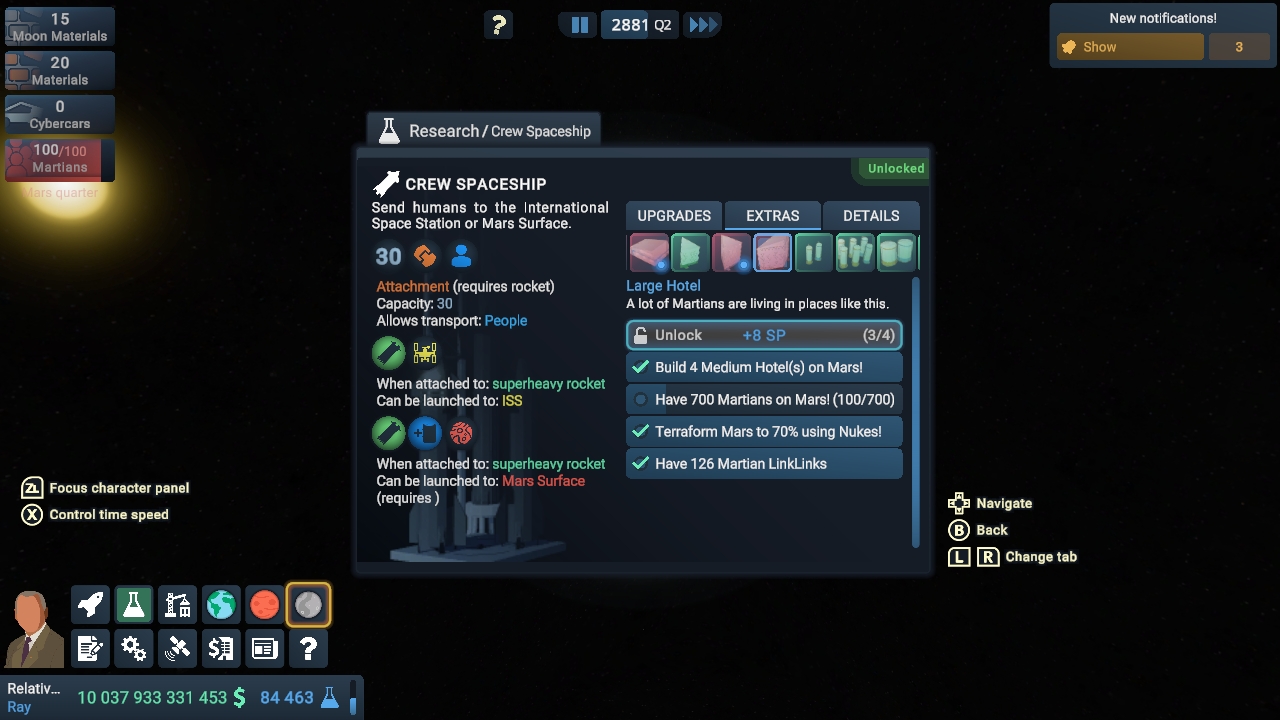 15
Moon Materials
20
Materials
0
Cybercars
100/100
Martians
Mars quarter
?
2881 Q2
New notifications!
Show
3
Research / Crew Spaceship
Unlocked
CREW SPACESHIP
Send humans to the International
Space Station or Mars Surface.
30
Attachment (requires rocket)
Capacity: 30
Allows transport: People
When attached to: superheavy rocket
Can be launched to: ISS
When attached to: superheavy rocket
Can be launched to: Mars Surface
(requires )
UPGRADES
EXTRAS
DETAILS
Large Hotel
A lot of Martians are living in places like this.
Unlock +8 SP (3/4)
Build 4 Medium Hotel(s) on Mars!
Have 700 Martians on Mars! (100/700)
Terraform Mars to 70% using Nukes!
Have 126 Martian LinkLinks
ZL Focus character panel
X Control time speed
Navigate
B Back
L R Change tab
?
Relativ...
Ray
10 037 933 331 453 $
84 463